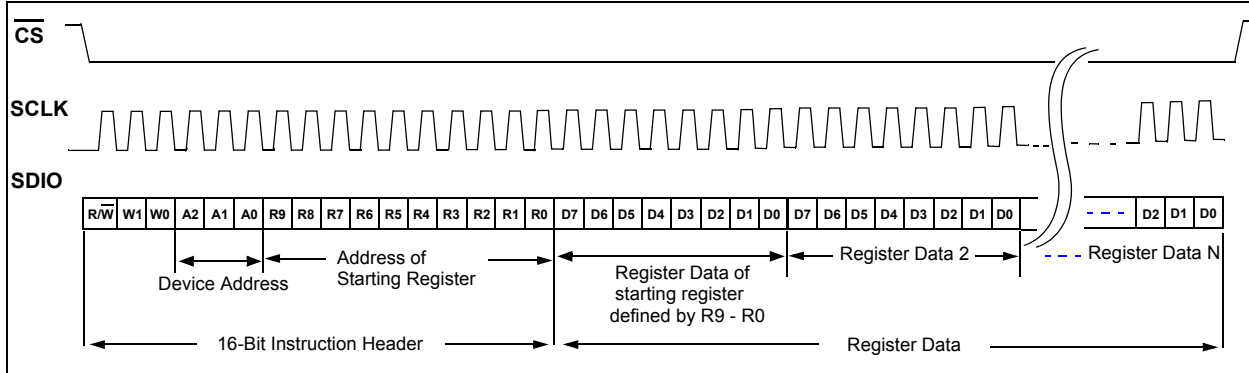 CS
SCLK
SDIO
R/W W1 W0 A2 A1 A0 R9 R8 R7 R6 R5 R4 R3 R2 R1 R0 D7 D6 D5 D4 D3 D2 D1 D0 D7 D6 D5 D4 D3 D2 D1 D0 D2 D1 D0
Device Address
Address of
Starting Register
Register Data of
starting register
defined by R9 - R0
Register Data 2
Register Data N
16-Bit Instruction Header
Register Data